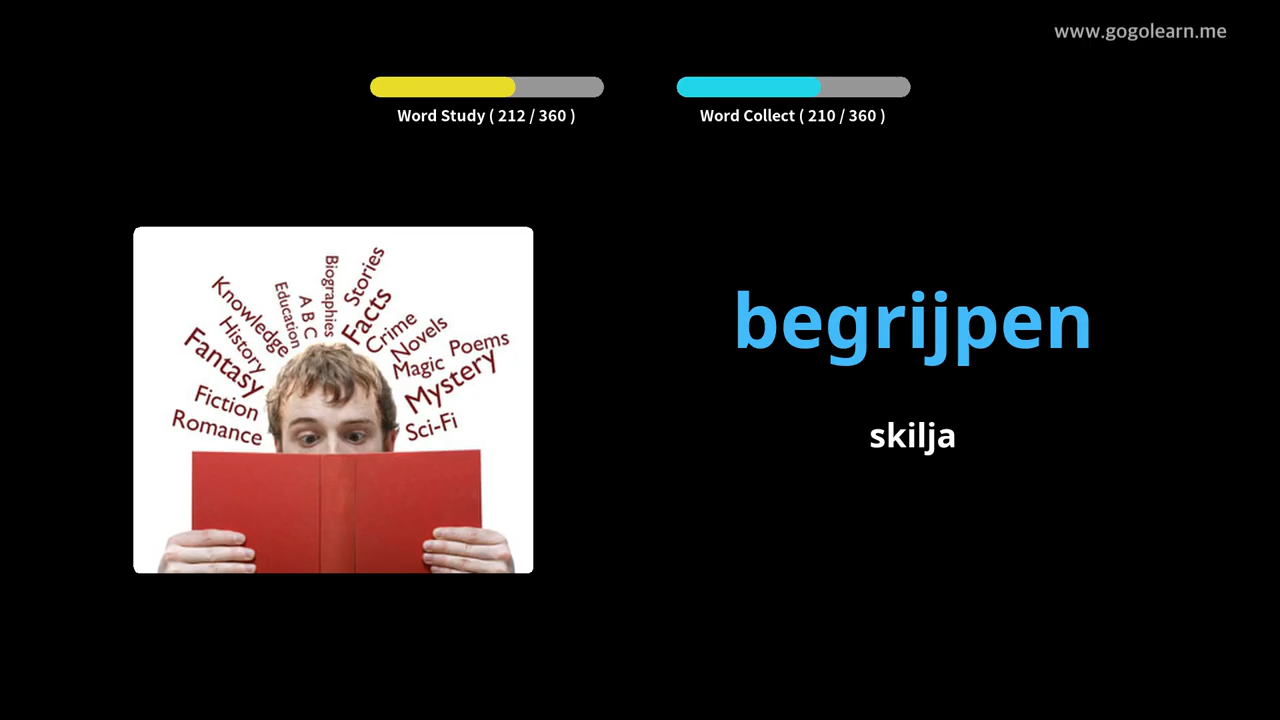 www.gogolearn.me
Word Study ( 212 / 360 )
Word Collect ( 210 / 360 )
begrijpen
skilja
Knowledge
History
Fantasy
Fiction
Romance
Education
A B C
Biographies
Stories
Facts
Crime
Novels
Magic
Poems
Mystery
Sci-Fi